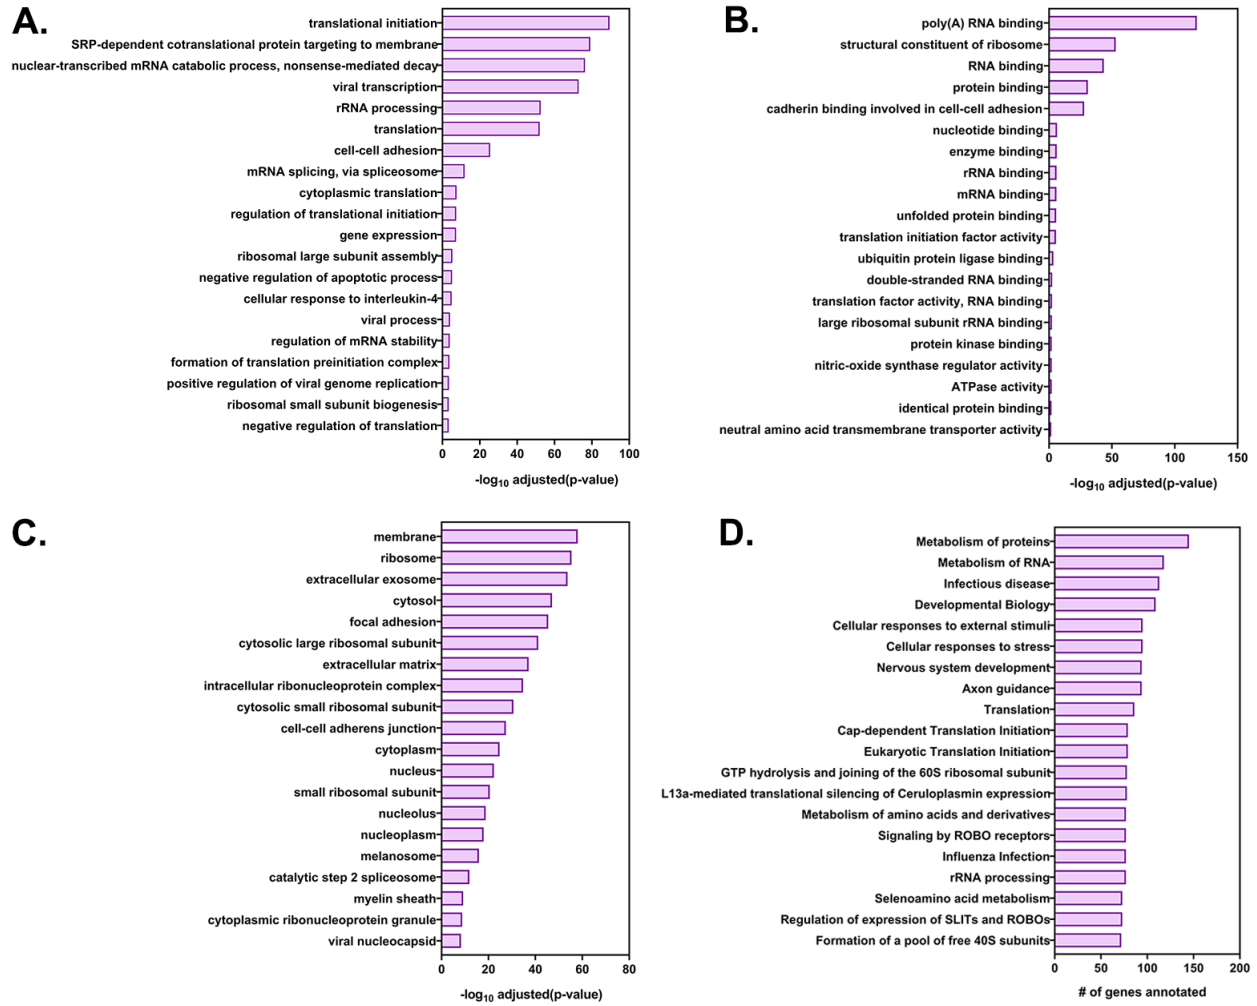 A.
translational initiation
SRP-dependent cotranslational protein targeting to membrane
nuclear-transcribed mRNA catabolic process, nonsense-mediated decay
viral transcription
rRNA processing
translation
cell-cell adhesion
mRNA splicing, via spliceosome
cytoplasmic translation
regulation of translational initiation
gene expression
ribosomal large subunit assembly
negative regulation of apoptotic process
cellular response to interleukin-4
viral process
regulation of mRNA stability
formation of translation preinitiation complex
positive regulation of viral genome replication
ribosomal small subunit biogenesis
negative regulation of translation
0 20 40 60 80 100
-log10 adjusted(p-value)
B.
poly(A) RNA binding
structural constituent of ribosome
RNA binding
protein binding
cadherin binding involved in cell-cell adhesion
nucleotide binding
enzyme binding
rRNA binding
mRNA binding
unfolded protein binding
translation initiation factor activity
ubiquitin protein ligase binding
double-stranded RNA binding
translation factor activity, RNA binding
large ribosomal subunit rRNA binding
protein kinase binding
nitric-oxide synthase regulator activity
ATPase activity
identical protein binding
neutral amino acid transmembrane transporter activity
0 50 100 150
-log10 adjusted(p-value)
C.
membrane
ribosome
extracellular exosome
cytosol
focal adhesion
cytosolic large ribosomal subunit
extracellular matrix
intracellular ribonucleoprotein complex
cytosolic small ribosomal subunit
cell-cell adherens junction
cytoplasm
nucleus
small ribosomal subunit
nucleolus
nucleoplasm
melanosome
catalytic step 2 spliceosome
myelin sheath
cytoplasmic ribonucleoprotein granule
viral nucleocapsid
0 20 40 60 80
-log10 adjusted(p-value)
D.
Metabolism of proteins
Metabolism of RNA
Infectious disease
Developmental Biology
Cellular responses to external stimuli
Cellular responses to stress
Nervous system development
Axon guidance
Translation
Cap-dependent Translation Initiation
Eukaryotic Translation Initiation
GTP hydrolysis and joining of the 60S ribosomal subunit
L13a-mediated translational silencing of Ceruloplasmin expression
Metabolism of amino acids and derivatives
Signaling by ROBO receptors
Influenza Infection
rRNA processing
Selenoamino acid metabolism
Regulation of expression of SLITs and ROBOs
Formation of a pool of free 40S subunits
0 50 100 150 200
# of genes annotated